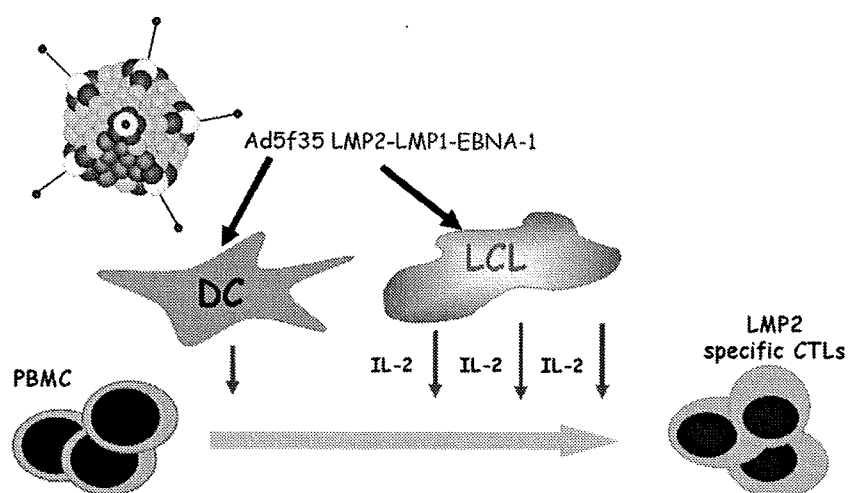 Ad5f35 LMP2-LMP1-EBNA-1
DC
LCL
IL-2 IL-2 IL-2
LMP2
specific CTLs
PBMC